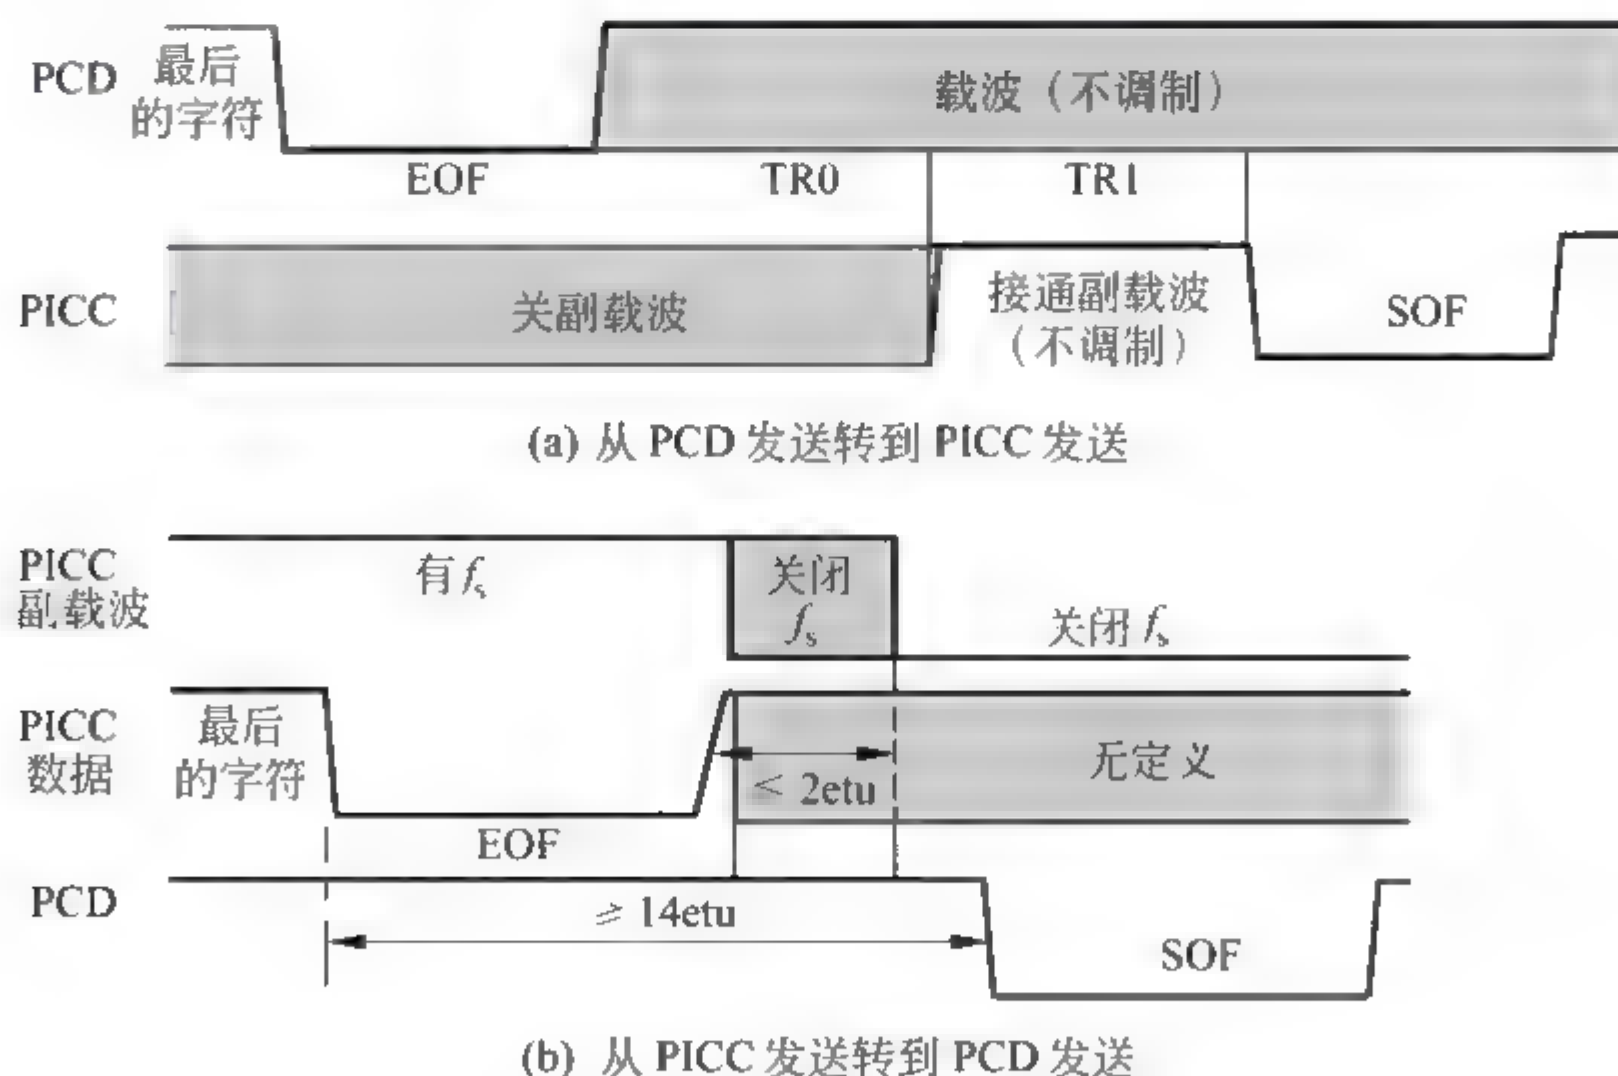 PCD
最后
的字符
载波（不调制）
EOF
TR0
TR1
PICC
关副载波
接通副载波
（不调制）
SOF
(a) 从 PCD 发送转到 PICC 发送
PICC
副载波
有 fs
关闭
fs
关闭 fs
PICC
数据
最后
的字符
≤ 2etu
无定义
EOF
PCD
≥ 14etu
SOF
(b) 从 PICC 发送转到 PCD 发送